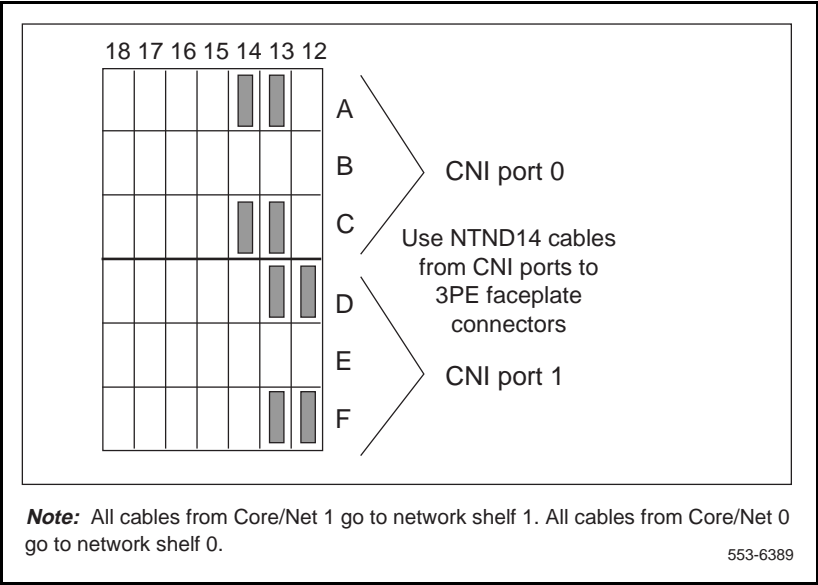 18 17 16 15 14 13 12
A
B
CNI port 0
C
Use NTND14 cables
from CNI ports to
3PE faceplate
connectors
D
E
CNI port 1
F
Note: All cables from Core/Net 1 go to network shelf 1. All cables from Core/Net 0
go to network shelf 0.
553-6389